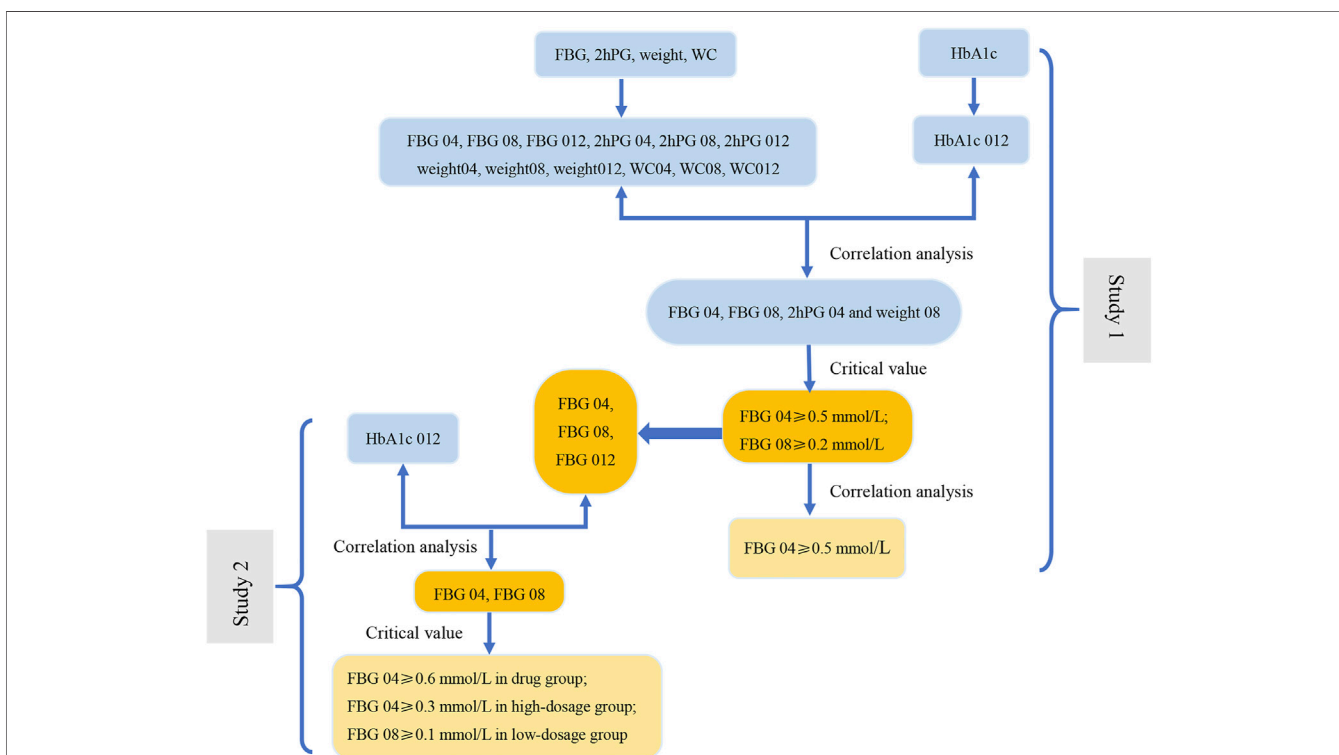 FBG, 2hPG, weight, WC
HbA1c
FBG 04, FBG 08, FBG 012, 2hPG 04, 2hPG 08, 2hPG 012
weight04, weight08, weight012, WC04, WC08, WC012
HbA1c 012
Correlation analysis
FBG 04, FBG 08, 2hPG 04 and weight 08
Study 1
Critical value
FBG 04⩾0.5 mmol/L;
FBG 08⩾0.2 mmol/L
FBG 04,
FBG 08,
FBG 012
HbA1c 012
Correlation analysis
FBG 04⩾0.5 mmol/L
Correlation analysis
FBG 04, FBG 08
Study 2
Critical value
FBG 04⩾0.6 mmol/L in drug group;
FBG 04⩾0.3 mmol/L in high-dosage group;
FBG 08⩾0.1 mmol/L in low-dosage group